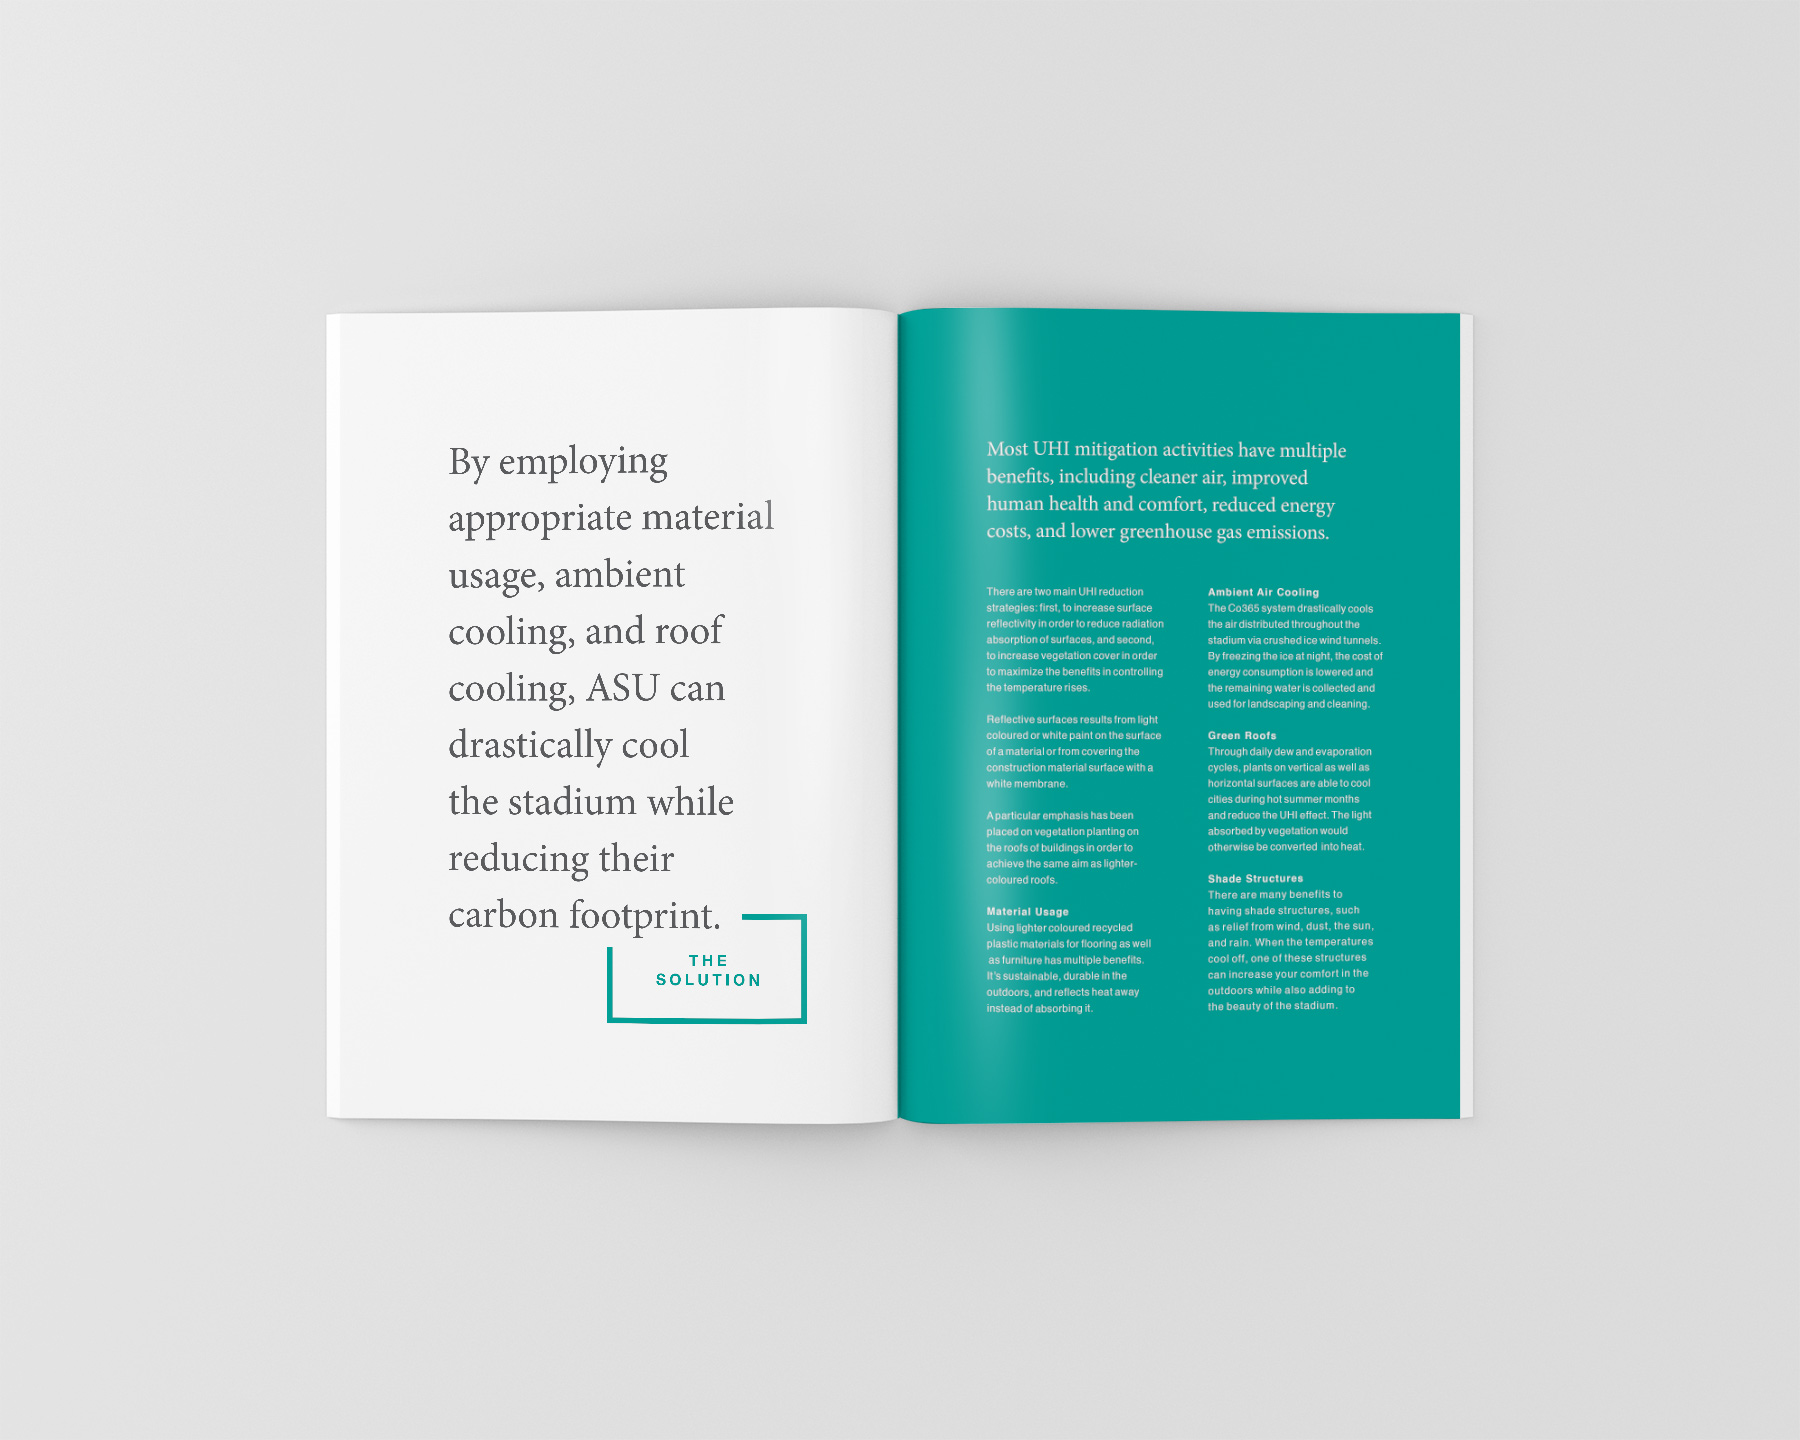 By employing
appropriate material
usage, ambient
cooling, and roof
cooling, ASU can
drastically cool
the stadium while
reducing their
carbon footprint.
THE
SOLUTION
Most UHI mitigation activities have multiple
benefits, including cleaner air, improved
human health and comfort, reduced energy
costs, and lower greenhouse gas emissions.
There are two main UHI reduction
strategies: first, to increase surface
reflectivity in order to reduce radiation
absorption of surfaces, and second,
to increase vegetation cover in order
to maximize the benefits in controlling
the temperature rises.
Reflective surfaces results from light
coloured or white paint on the surface
of a material or from covering the
construction material surface with a
white membrane.
A particular emphasis has been
placed on vegetation planting on
the roofs of buildings in order to
achieve the same aim as lighter-
coloured roofs.
Material Usage
Using lighter coloured recycled
plastic materials for flooring as well
as furniture has multiple benefits.
It's sustainable, durable in the
outdoors, and reflects heat away
instead of absorbing it.
Ambient Air Cooling
The Co365 system drastically cools
the air distributed throughout the
stadium via crushed ice wind tunnels.
By freezing the ice at night, the cost of
energy consumption is lowered and
the remaining water is collected and
used for landscaping and cleaning.
Green Roofs
Through daily dew and evaporation
cycles, plants on vertical as well as
horizontal surfaces are able to cool
cities during hot summer months
and reduce the UHI effect. The light
absorbed by vegetation would
otherwise be converted into heat.
Shade Structures
There are many benefits to
having shade structures, such
as relief from wind, dust, the sun,
and rain. When the temperatures
cool off, one of these structures
can increase your comfort in the
outdoors while also adding to
the beauty of the stadium.